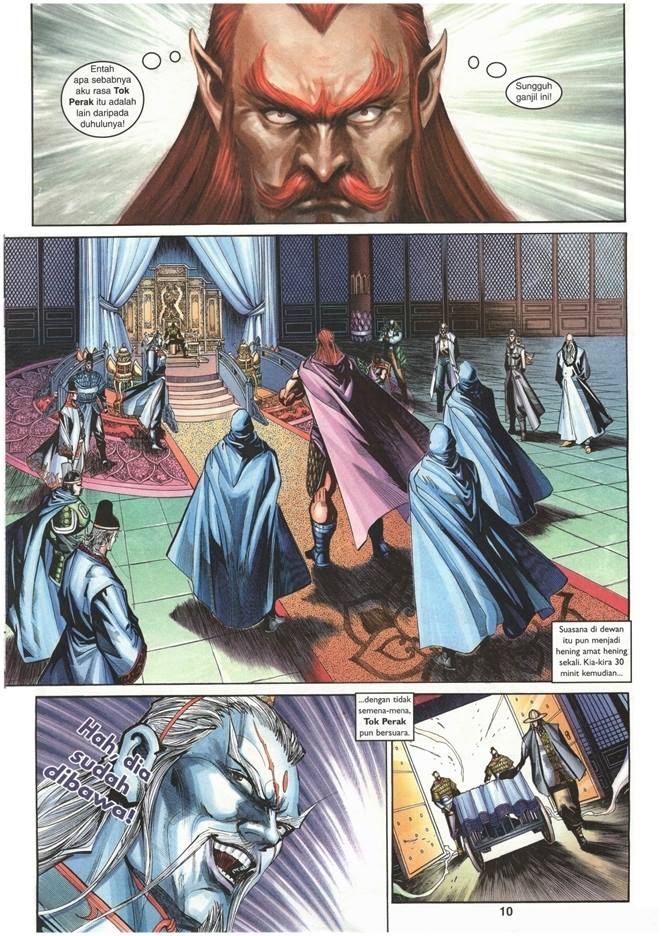 Entah
apa sebabnya
aku rasa Tok
Perak itu adalah
lain daripada
duhulunya!
Sungguh
ganjil ini!
Suasana di dewan
itu pun menjadi
hening amat hening
sekali. Kia-kira 30
minit kemudian...
...dengan tidak
semena-mena,
Tok Perak
pun bersuara.
Hah, dia
sudah
dibawa!
10